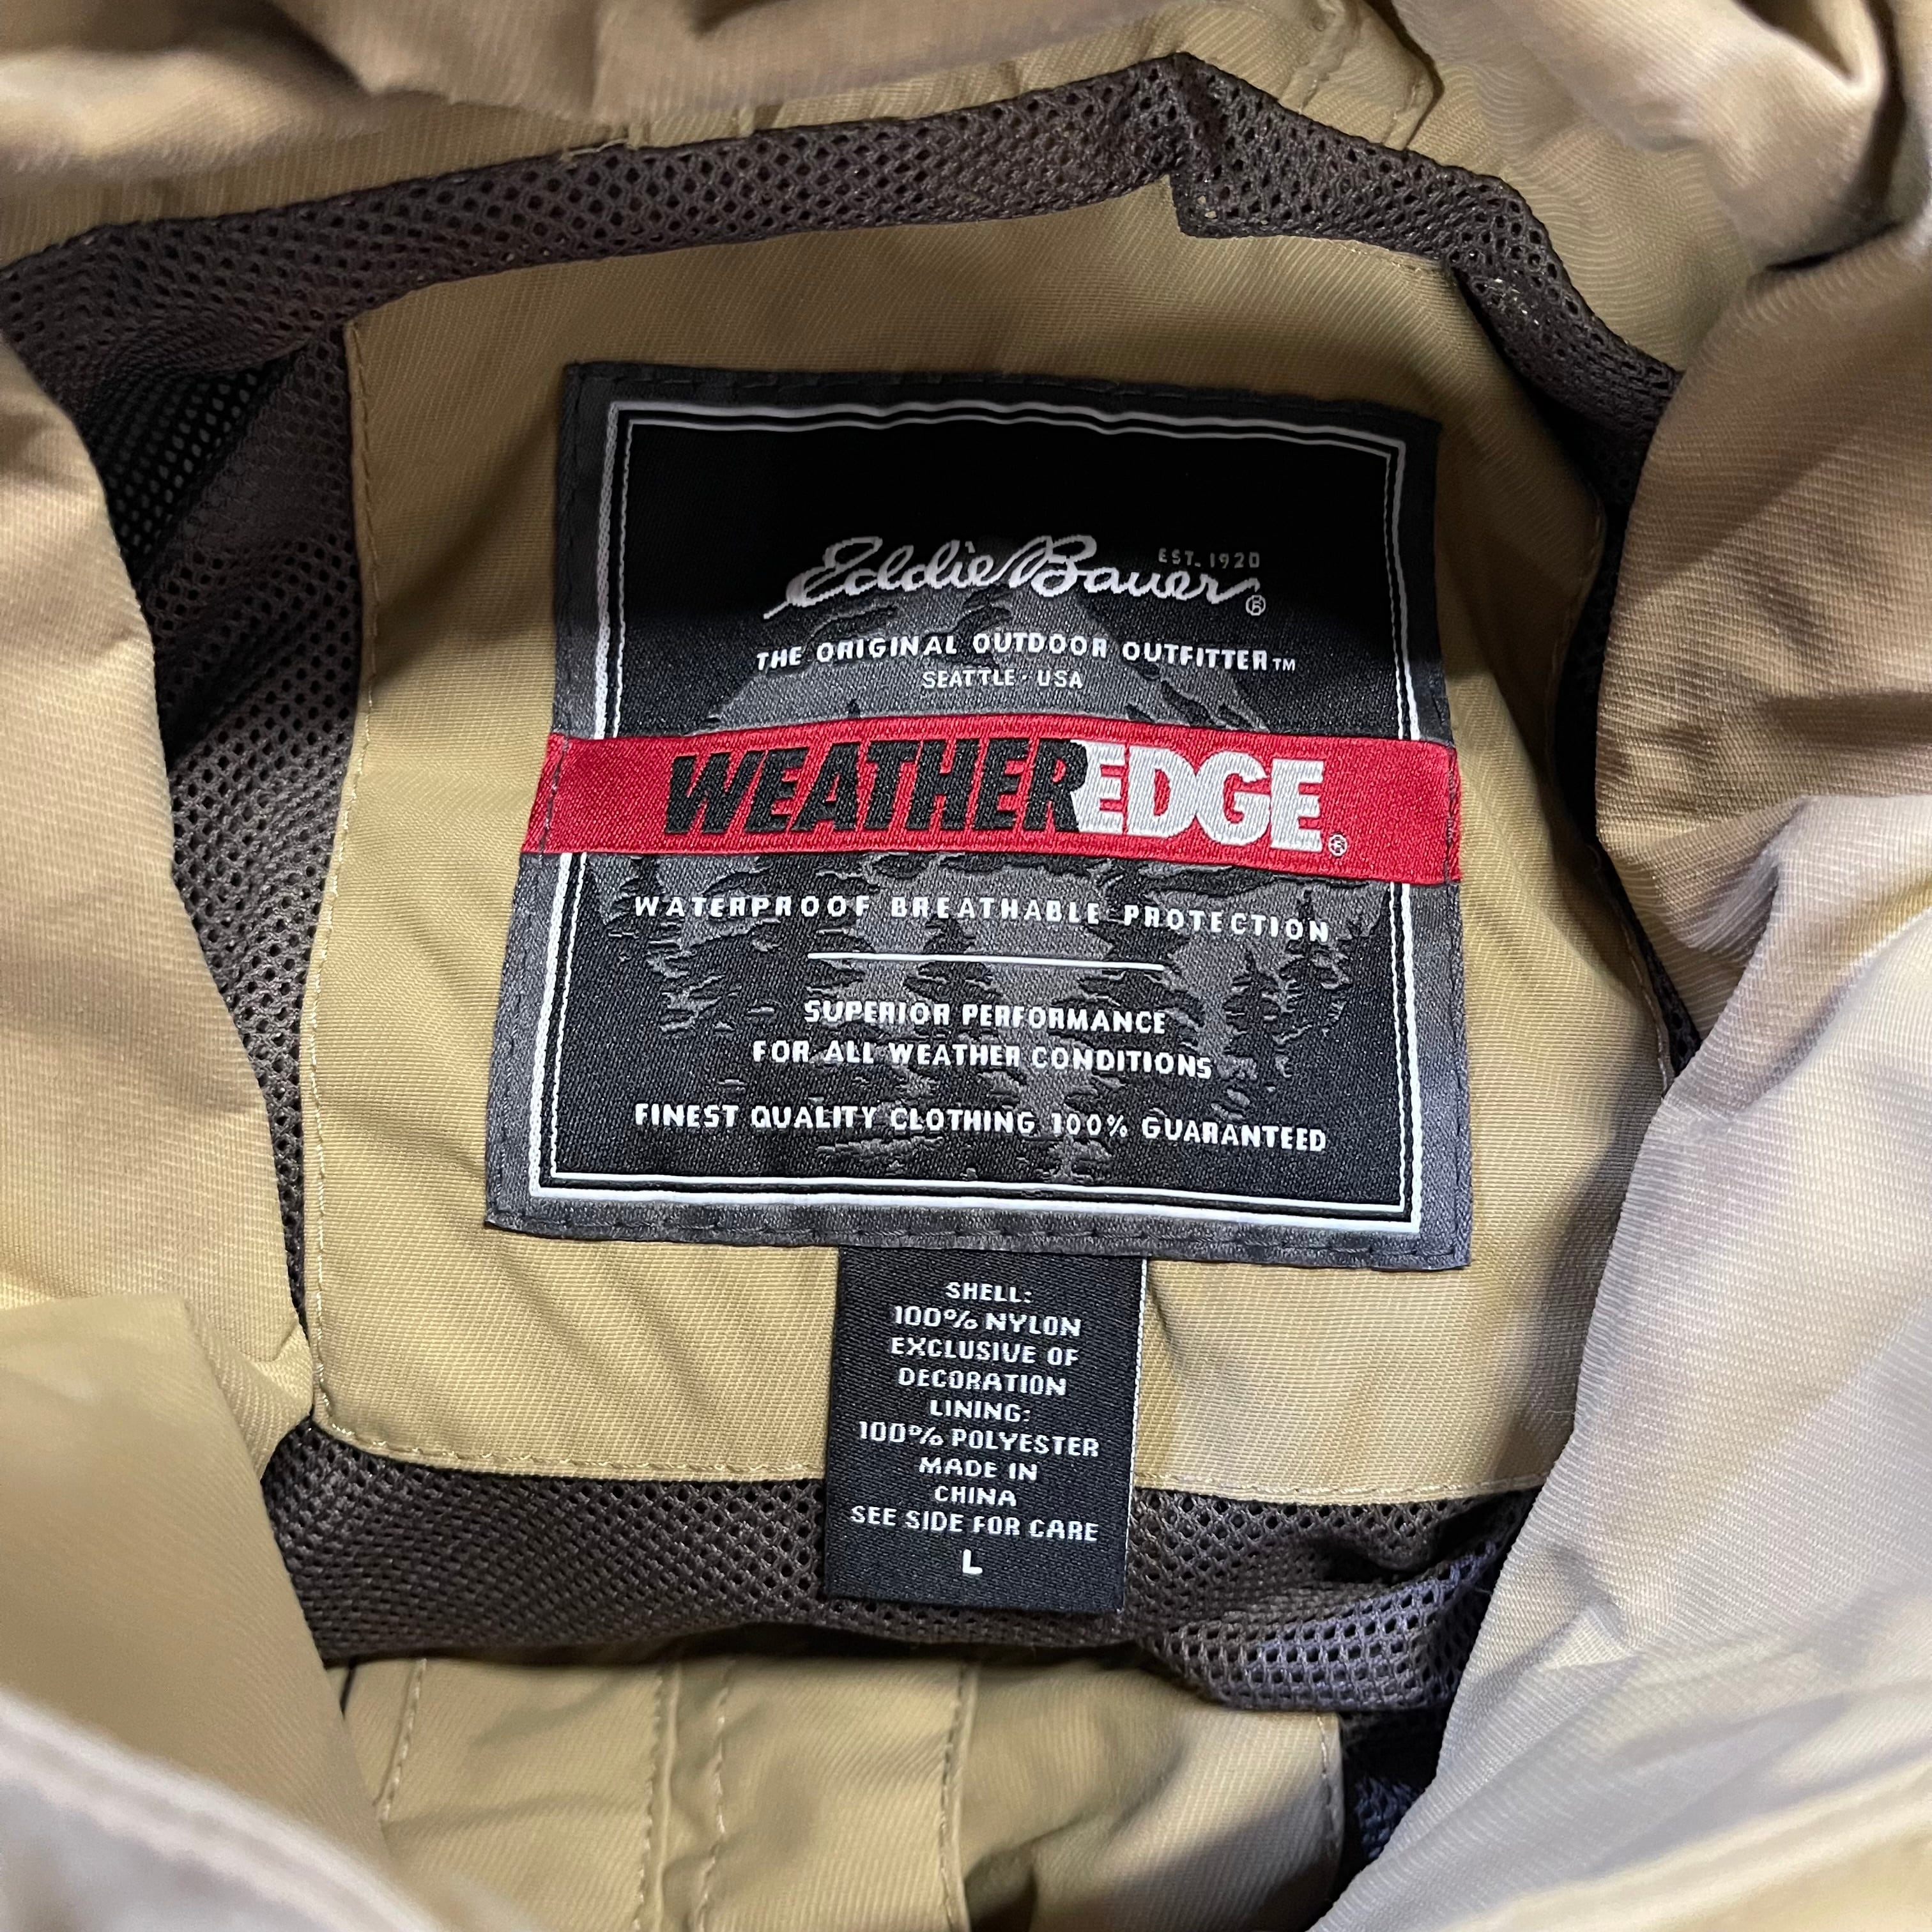 Eddie Bauer® EST. 1920
THE ORIGINAL OUTDOOR OUTFITTER™
SEATTLE · USA
WEATHEREDGE®
WATERPROOF BREATHABLE PROTECTION
SUPERIOR PERFORMANCE
FOR ALL WEATHER CONDITIONS
FINEST QUALITY CLOTHING 100% GUARANTEED
SHELL:
100% NYLON
EXCLUSIVE OF
DECORATION
LINING:
100% POLYESTER
MADE IN
CHINA
SEE SIDE FOR CARE
L